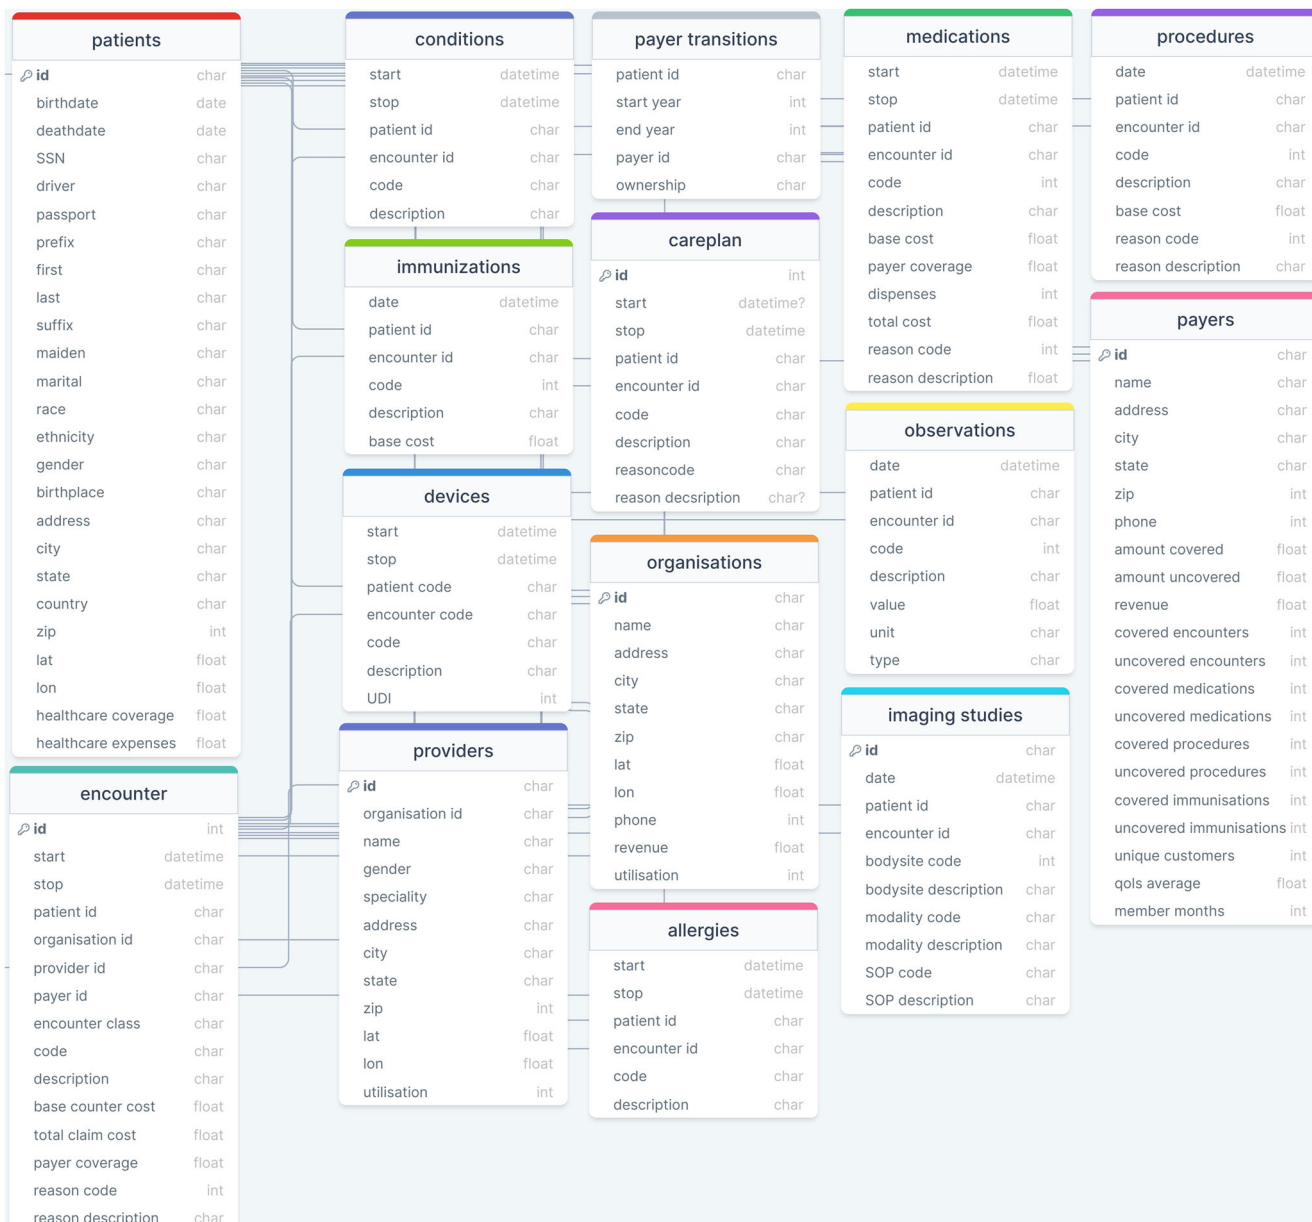 patients
id char
birthdate date
deathdate date
SSN char
driver char
passport char
prefix char
first char
last char
suffix char
maiden char
marital char
race char
ethnicity char
gender char
birthplace char
address char
city char
state char
country char
zip int
lat float
lon float
healthcare coverage float
healthcare expenses float
encounter
id int
start datetime
stop datetime
patient id char
organisation id char
provider id char
payer id char
encounter class char
code char
description char
base counter cost float
total claim cost float
payer coverage float
reason code int
reason description char
conditions
start datetime
stop datetime
patient id char
encounter id char
code char
description char
immunizations
date datetime
patient id char
encounter id char
code int
description char
base cost float
devices
start datetime
stop datetime
patient code char
encounter code char
code char
description char
UDI int
providers
id char
organisation id char
name char
gender char
speciality char
address char
city char
state char
zip int
lat float
lon float
utilisation int
payer transitions
patient id char
start year int
end year int
payer id char
ownership char
careplan
id int
start datetime?
stop datetime
patient id char
encounter id char
code char
description char
reasoncode char
reason decsription char?
organisations
id char
name char
address char
city char
state char
zip char
lat float
lon float
phone int
revenue float
utilisation int
allergies
start datetime
stop datetime
patient id char
encounter id char
code char
description char
medications
start datetime
stop datetime
patient id char
encounter id char
code int
description char
base cost float
payer coverage float
dispenses int
total cost float
reason code int
reason description float
observations
date datetime
patient id char
encounter id char
code int
description char
value float
unit char
type char
imaging studies
id char
date datetime
patient id char
encounter id char
bodysite code int
bodysite description char
modality code char
modality description char
SOP code char
SOP description char
procedures
date datetime
patient id char
encounter id char
code int
description char
base cost float
reason code int
reason description char
payers
id char
name char
address char
city char
state char
zip int
phone int
amount covered float
amount uncovered float
revenue float
covered encounters int
uncovered encounters int
covered medications int
uncovered medications int
covered procedures int
uncovered procedures int
covered immunisations int
uncovered immunisations int
unique customers int
qols average float
member months int